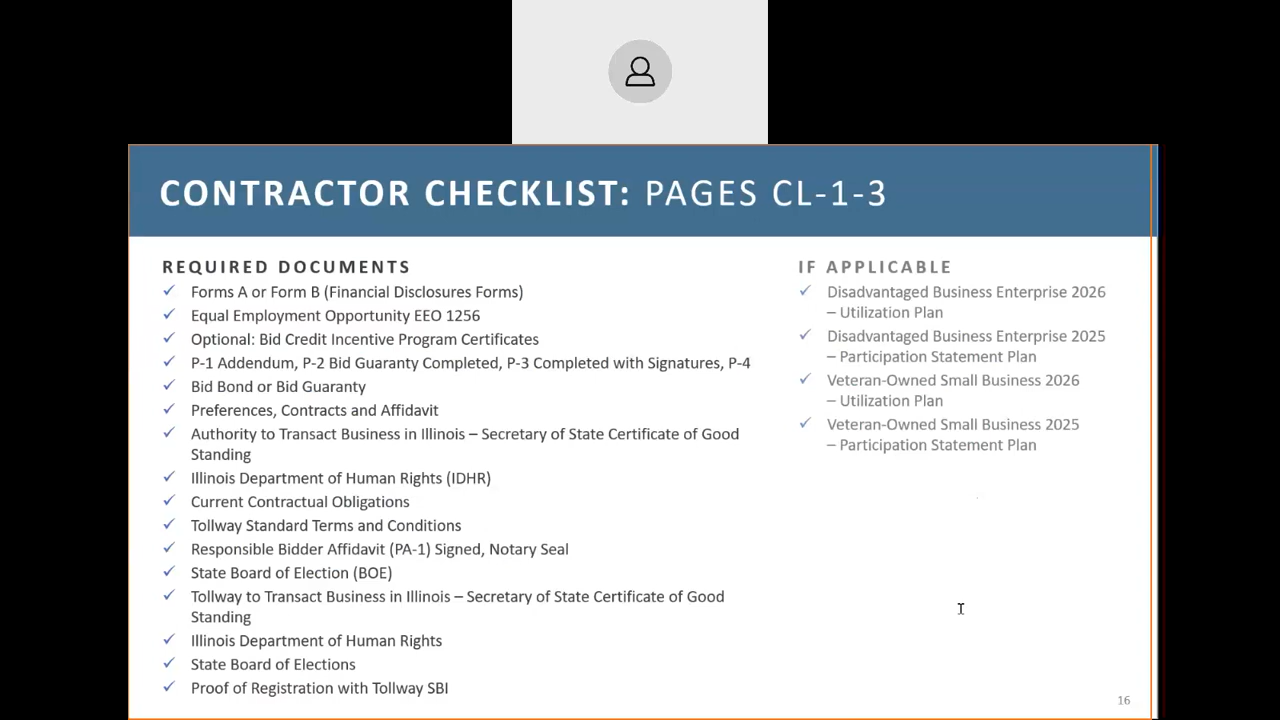 CONTRACTOR CHECKLIST: PAGES CL-1-3
REQUIRED DOCUMENTS
✓ Forms A or Form B (Financial Disclosures Forms)
✓ Equal Employment Opportunity EEO 1256
✓ Optional: Bid Credit Incentive Program Certificates
✓ P-1 Addendum, P-2 Bid Guaranty Completed, P-3 Completed with Signatures, P-4
✓ Bid Bond or Bid Guaranty
✓ Preferences, Contracts and Affidavit
✓ Authority to Transact Business in Illinois – Secretary of State Certificate of Good
Standing
✓ Illinois Department of Human Rights (IDHR)
✓ Current Contractual Obligations
✓ Tollway Standard Terms and Conditions
✓ Responsible Bidder Affidavit (PA-1) Signed, Notary Seal
✓ State Board of Election (BOE)
✓ Tollway to Transact Business in Illinois – Secretary of State Certificate of Good
Standing
✓ Illinois Department of Human Rights
✓ State Board of Elections
✓ Proof of Registration with Tollway SBI
IF APPLICABLE
✓ Disadvantaged Business Enterprise 2026
– Utilization Plan
✓ Disadvantaged Business Enterprise 2025
– Participation Statement Plan
✓ Veteran-Owned Small Business 2026
– Utilization Plan
✓ Veteran-Owned Small Business 2025
– Participation Statement Plan
16